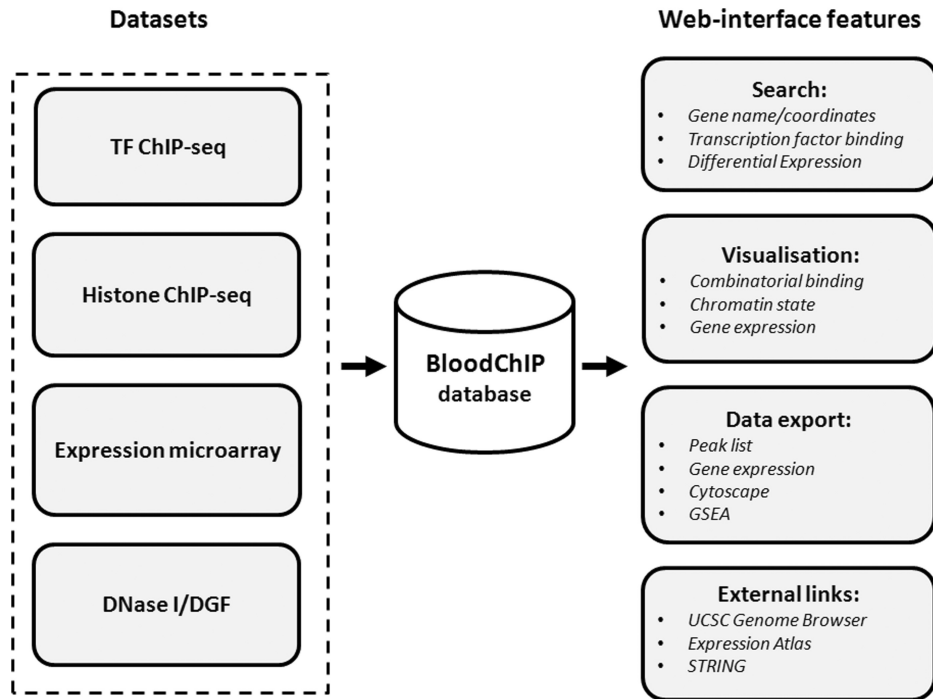 Datasets
TF ChIP-seq
Histone ChIP-seq
Expression microarray
DNase I/DGF
BloodChIP
database
Web-interface features
Search:
• Gene name/coordinates
• Transcription factor binding
• Differential Expression
Visualisation:
• Combinatorial binding
• Chromatin state
• Gene expression
Data export:
• Peak list
• Gene expression
• Cytoscape
• GSEA
External links:
• UCSC Genome Browser
• Expression Atlas
• STRING